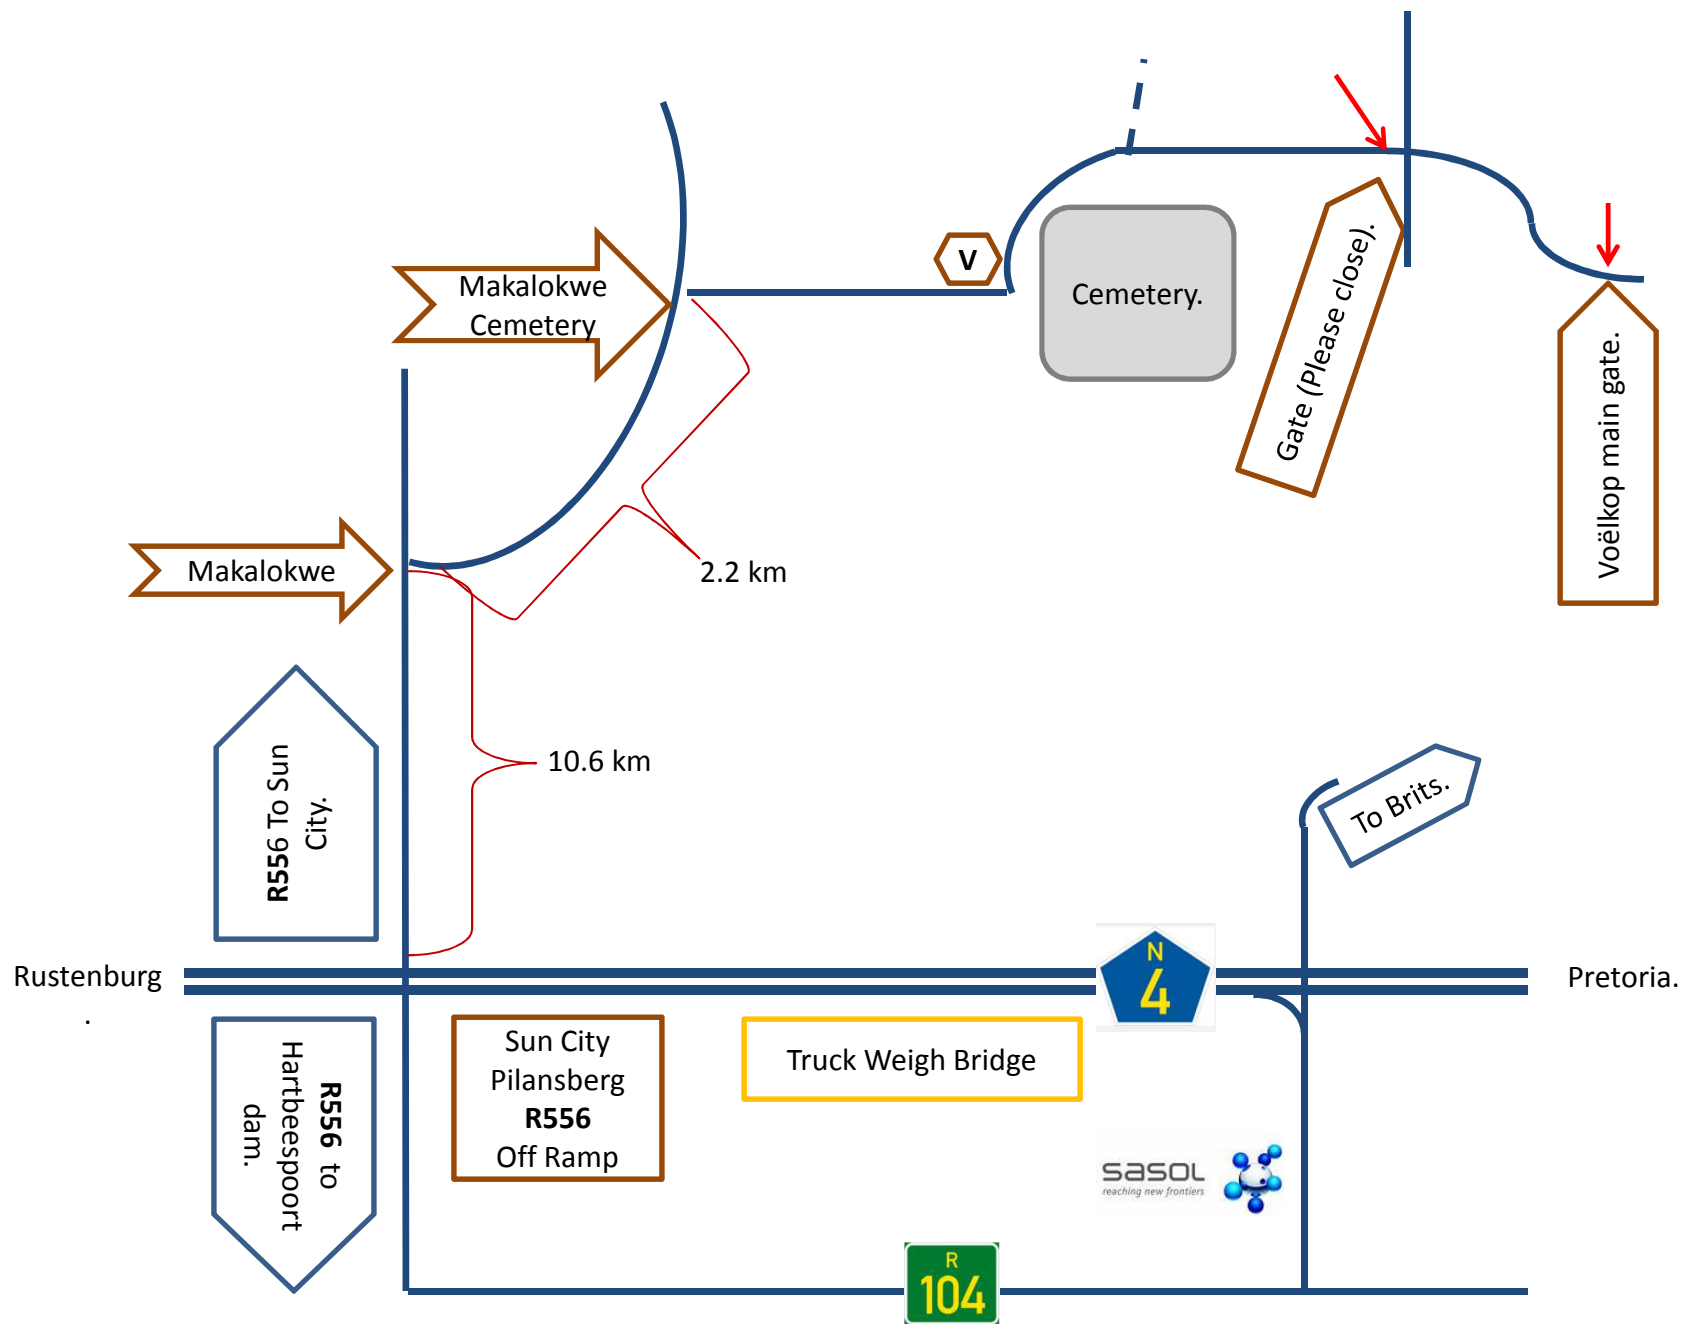 Makalokwe
Cemetery
V
Cemetery.
Gate (Please close).
Voëlkop main gate.
Makalokwe
2.2 km
10.6 km
R556 To Sun
City.
To Brits.
Rustenburg
.
N
4
Pretoria.
R556 to
Hartbeespoort
dam.
Sun City
Pilansberg
R556
Off Ramp
Truck Weigh Bridge
sasol
reaching new frontiers
R
104